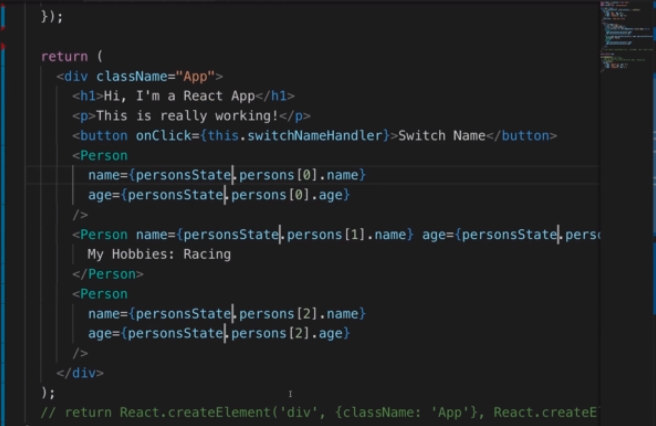 });
return (
<div className="App">
<h1>Hi, I'm a React App</h1>
<p>This is really working!</p>
<button onClick={this.switchNameHandler}>Switch Name</button>
<Person
name={personsState.persons[0].name}
age={personsState.persons[0].age}
/>
<Person name={personsState.persons[1].name} age={personsState.perso
My Hobbies: Racing
</Person>
<Person
name={personsState.persons[2].name}
age={personsState.persons[2].age}
/>
</div>
);
// return React.createElement('div', {className: 'App'}, React.createE